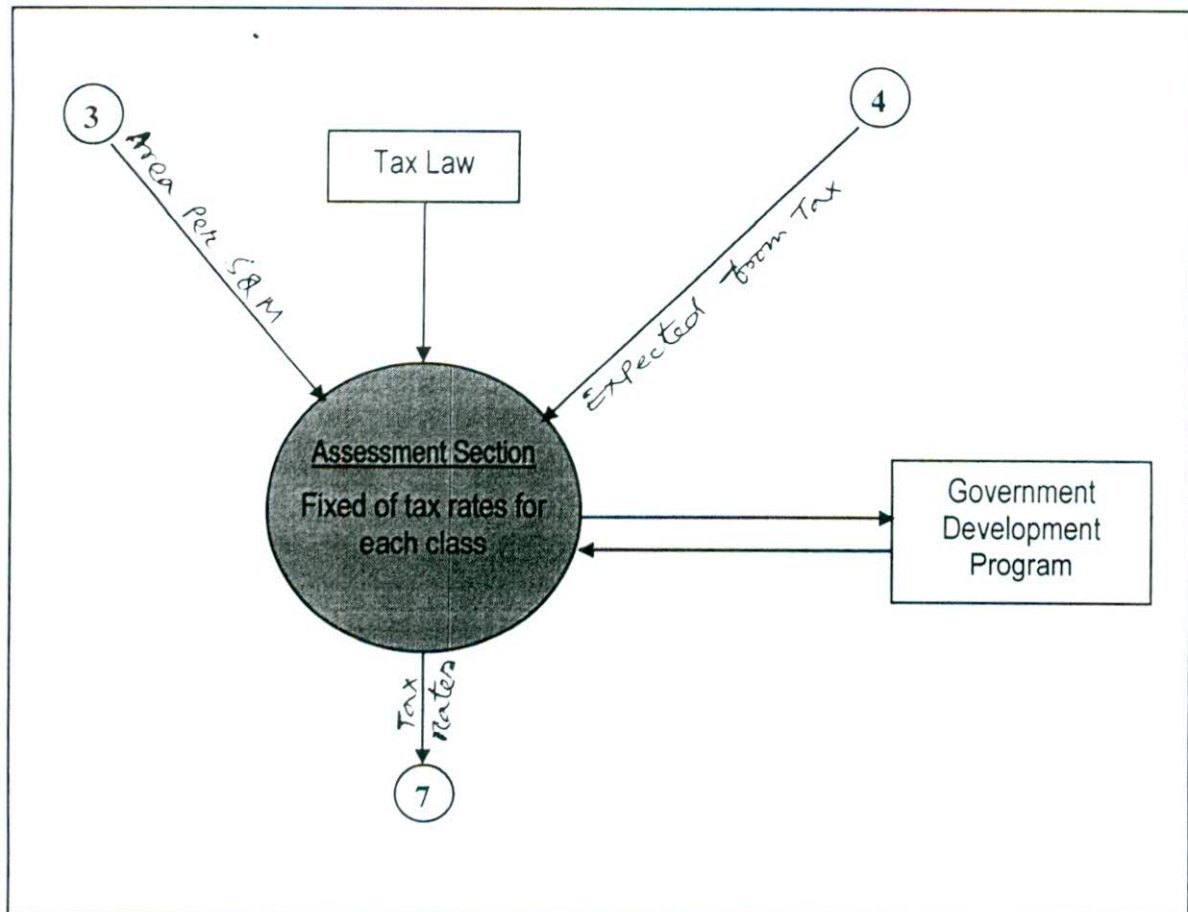 3
4
Tax Law
Area Per SQM
Expected from Tax
Assessment Section
Fixed of tax rates for
each class
Government
Development
Program
Tax
Rates
7